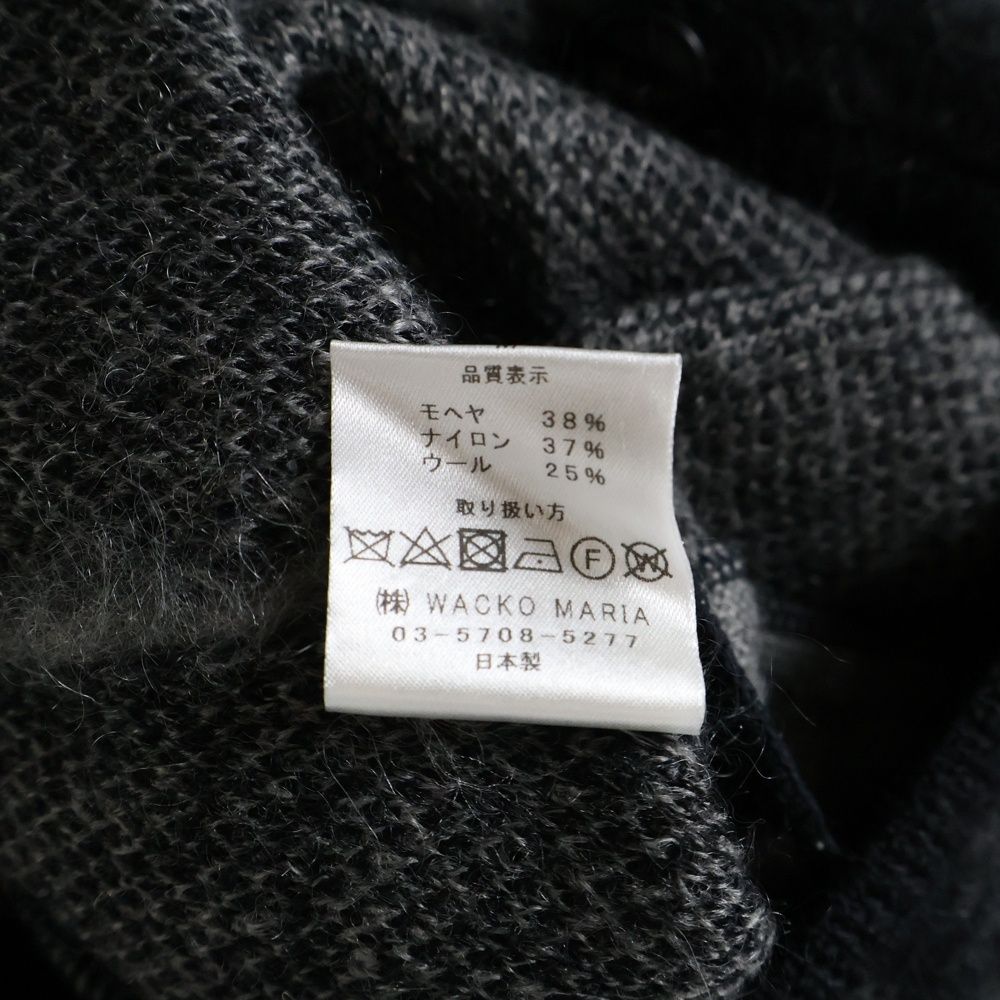 品質表示
モヘヤ 38%
ナイロン 37%
ウール 25%
取り扱い方
F W
㈱ WACKO MARIA
03-5708-5277
日本製